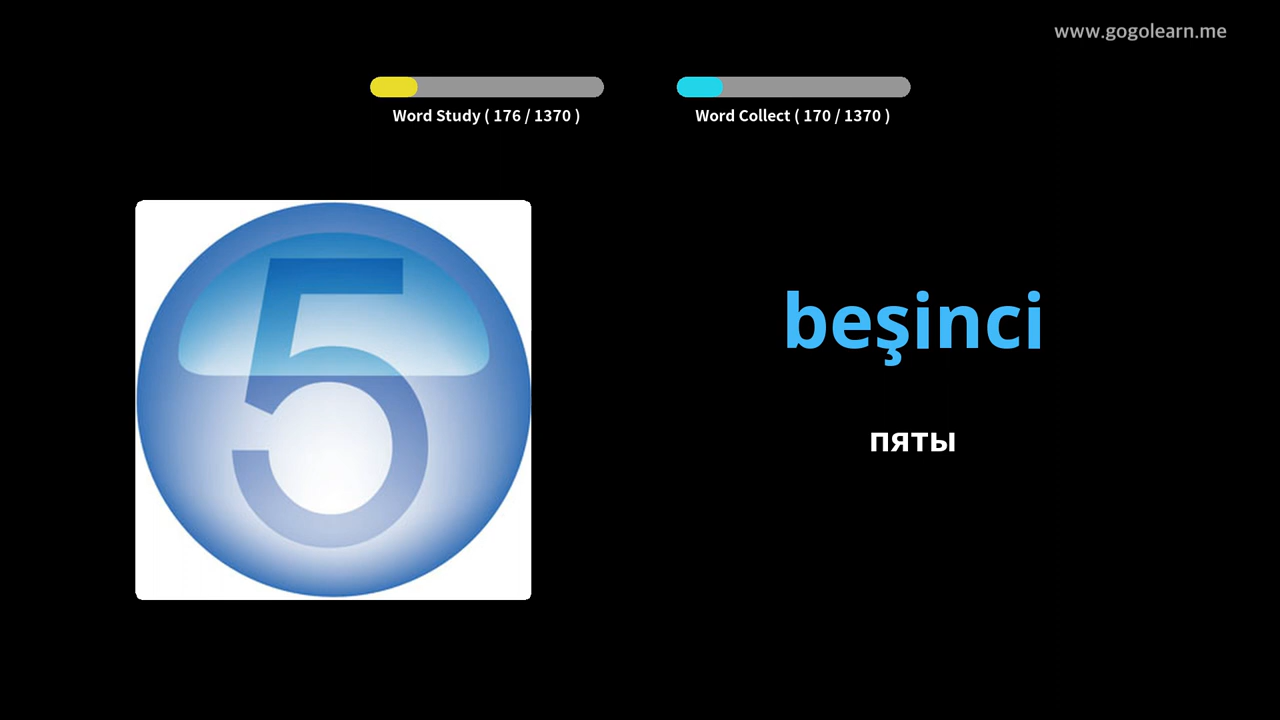 www.gogolearn.me
Word Study ( 176 / 1370 )
Word Collect ( 170 / 1370 )
5
beşinci
пяты